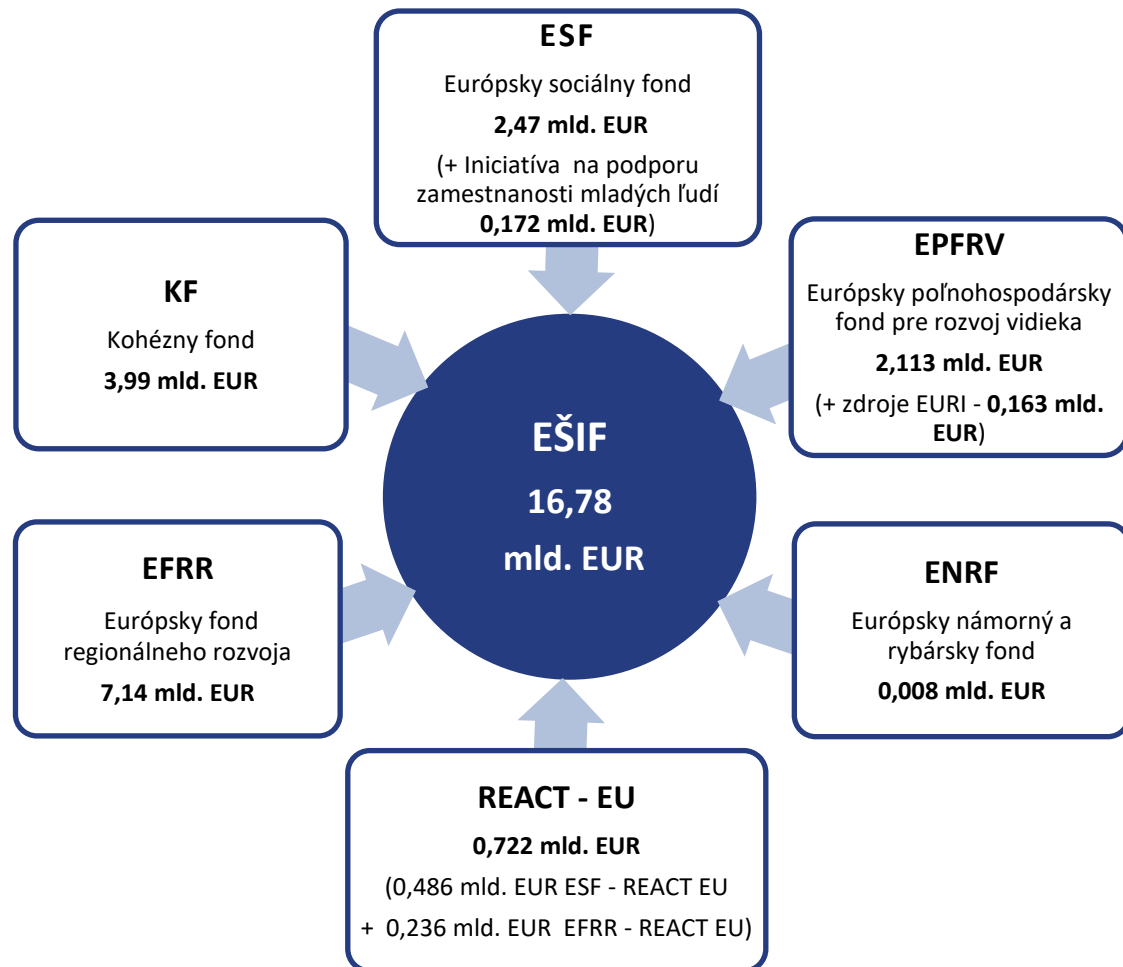 ESF
Európsky sociálny fond
2,47 mld. EUR
(+ Iniciatíva na podporu
zamestnanosti mladých ľudí
0,172 mld. EUR)
KF
Kohézny fond
3,99 mld. EUR
EPFRV
Európsky poľnohospodársky
fond pre rozvoj vidieka
2,113 mld. EUR
(+ zdroje EURI - 0,163 mld.
EUR)
EŠIF
16,78
mld. EUR
EFRR
Európsky fond
regionálneho rozvoja
7,14 mld. EUR
ENRF
Európsky námorný a
rybársky fond
0,008 mld. EUR
REACT - EU
0,722 mld. EUR
(0,486 mld. EUR ESF - REACT EU
+ 0,236 mld. EUR EFRR - REACT EU)